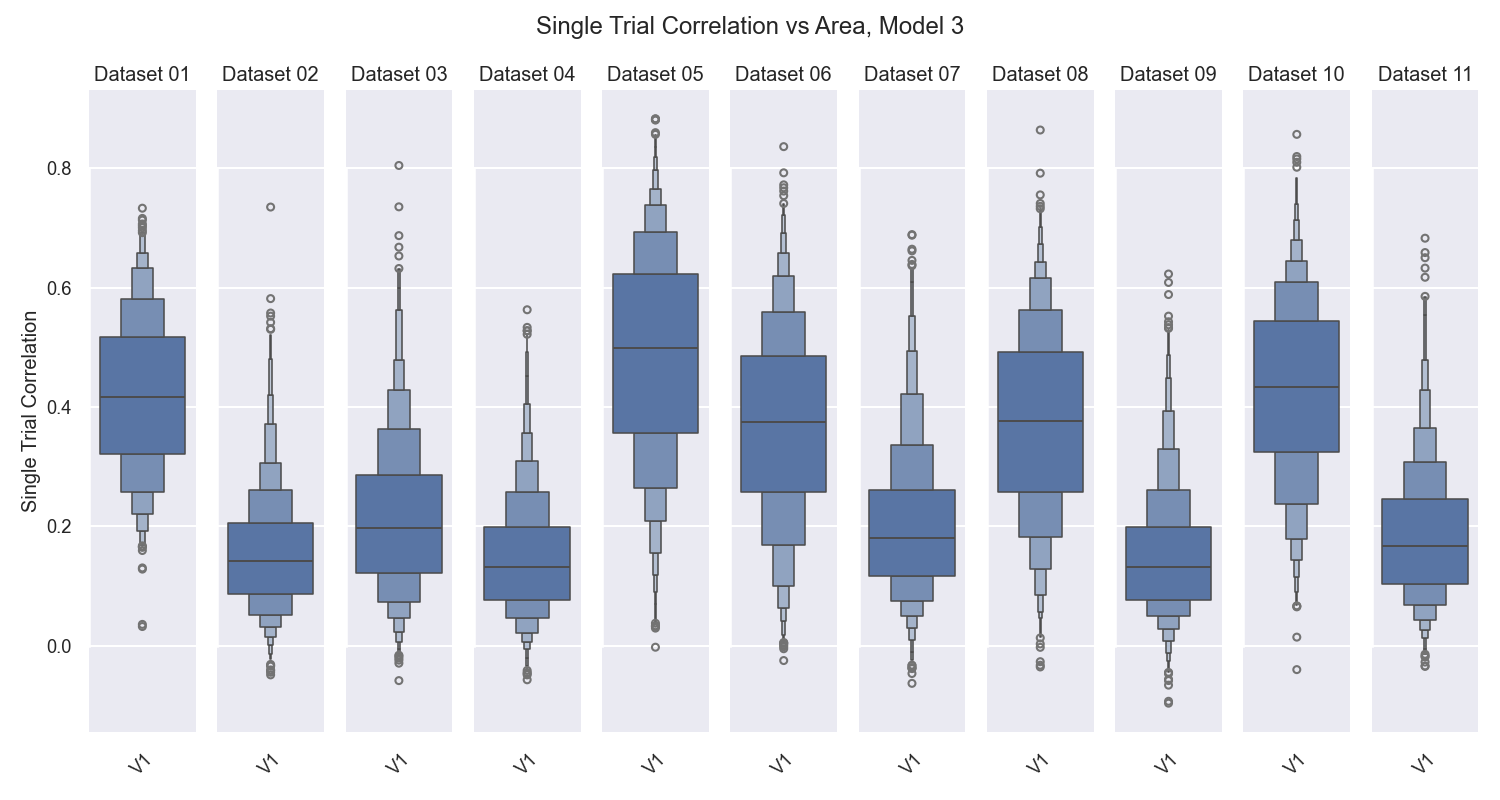 Single Trial Correlation vs Area, Model 3
Dataset 01 Dataset 02 Dataset 03 Dataset 04 Dataset 05 Dataset 06 Dataset 07 Dataset 08 Dataset 09 Dataset 10 Dataset 11
Single Trial Correlation
0.8
0.6
0.4
0.2
0.0
V1 V1 V1 V1 V1 V1 V1 V1 V1 V1 V1